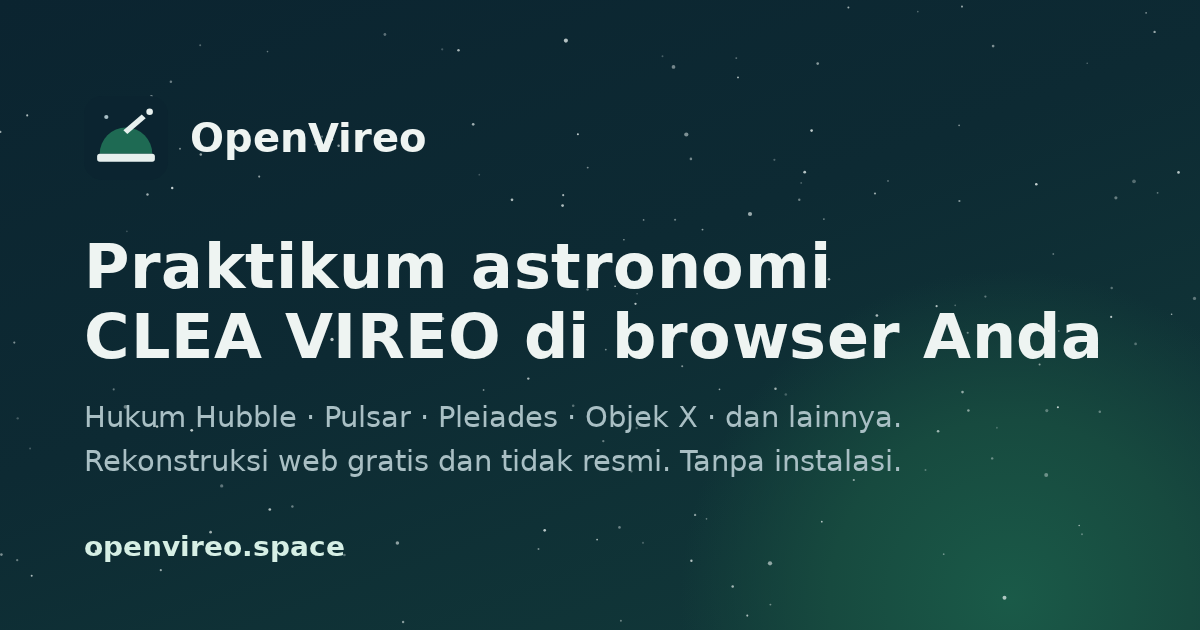 OpenVireo
Praktikum astronomi
CLEA VIREO di browser Anda
Hukum Hubble · Pulsar · Pleiades · Objek X · dan lainnya.
Rekonstruksi web gratis dan tidak resmi. Tanpa instalasi.
openvireo.space